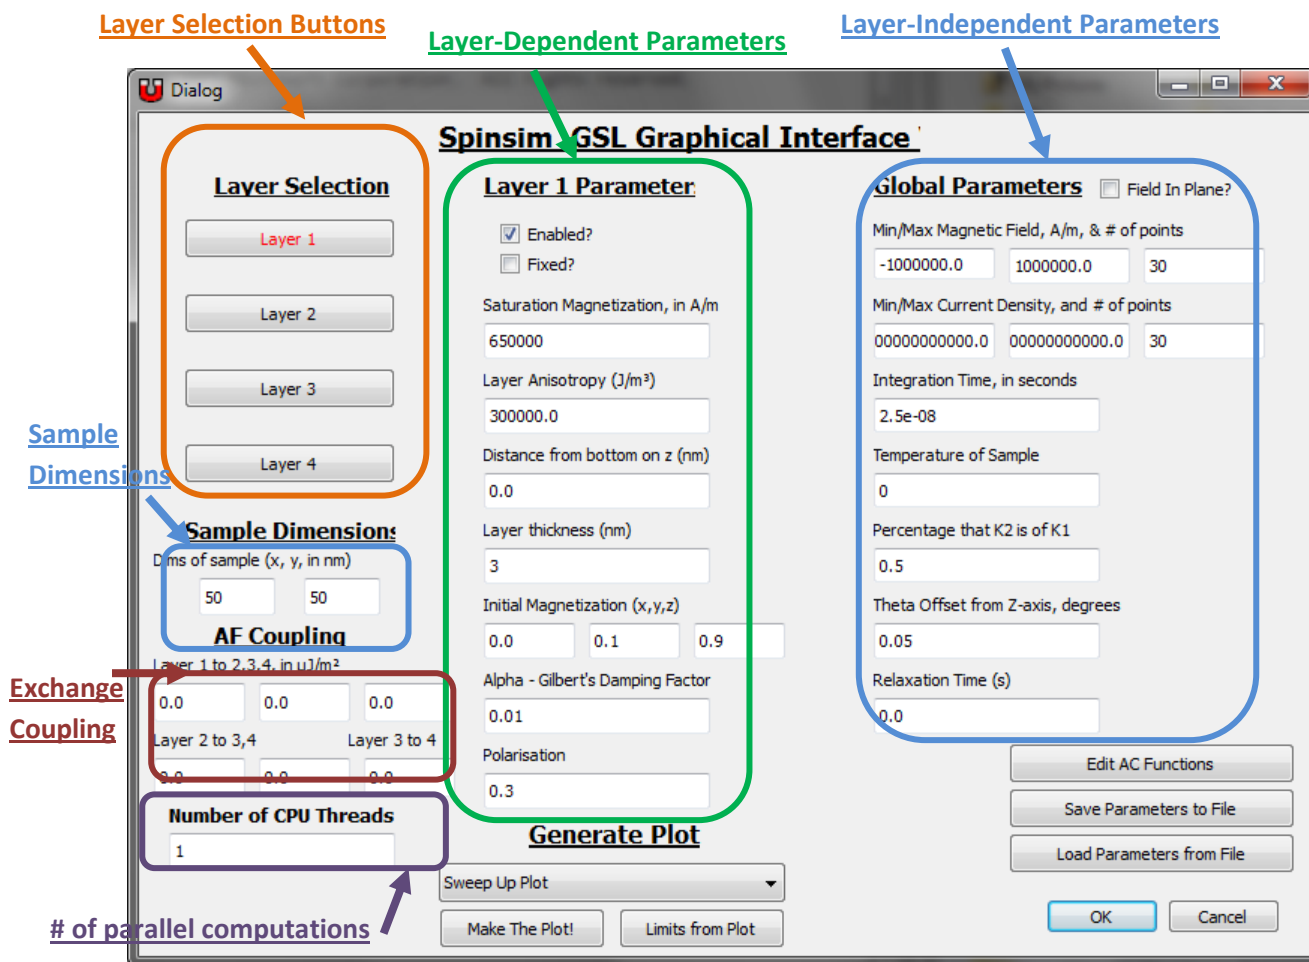 Layer Selection Buttons
Layer-Dependent Parameters
Layer-Independent Parameters
Dialog
Spinsim GSL Graphical Interface
Layer Selection
Layer 1
Layer 2
Layer 3
Layer 4
Sample
Dimensions
Sample Dimensions
Dims of sample (x, y, in nm)
50 50
AF Coupling
Layer 1 to 2,3,4, in uJ/m²
0.0 0.0 0.0
Exchange
Coupling
Layer 2 to 3,4 Layer 3 to 4
0.0 0.0 0.0
Number of CPU Threads
1
# of parallel computations
Layer 1 Parameter
Enabled?
Fixed?
Saturation Magnetization, in A/m
650000
Layer Anisotropy (J/m³)
300000.0
Distance from bottom on z (nm)
0.0
Layer thickness (nm)
3
Initial Magnetization (x,y,z)
0.0 0.1 0.9
Alpha - Gilbert's Damping Factor
0.01
Polarisation
0.3
Generate Plot
Sweep Up Plot
Make The Plot! Limits from Plot
Global Parameters Field In Plane?
Min/Max Magnetic Field, A/m, & # of points
-1000000.0 1000000.0 30
Min/Max Current Density, and # of points
00000000000.0 00000000000.0 30
Integration Time, in seconds
2.5e-08
Temperature of Sample
0
Percentage that K2 is of K1
0.5
Theta Offset from Z-axis, degrees
0.05
Relaxation Time (s)
0.0
Edit AC Functions
Save Parameters to File
Load Parameters from File
OK Cancel